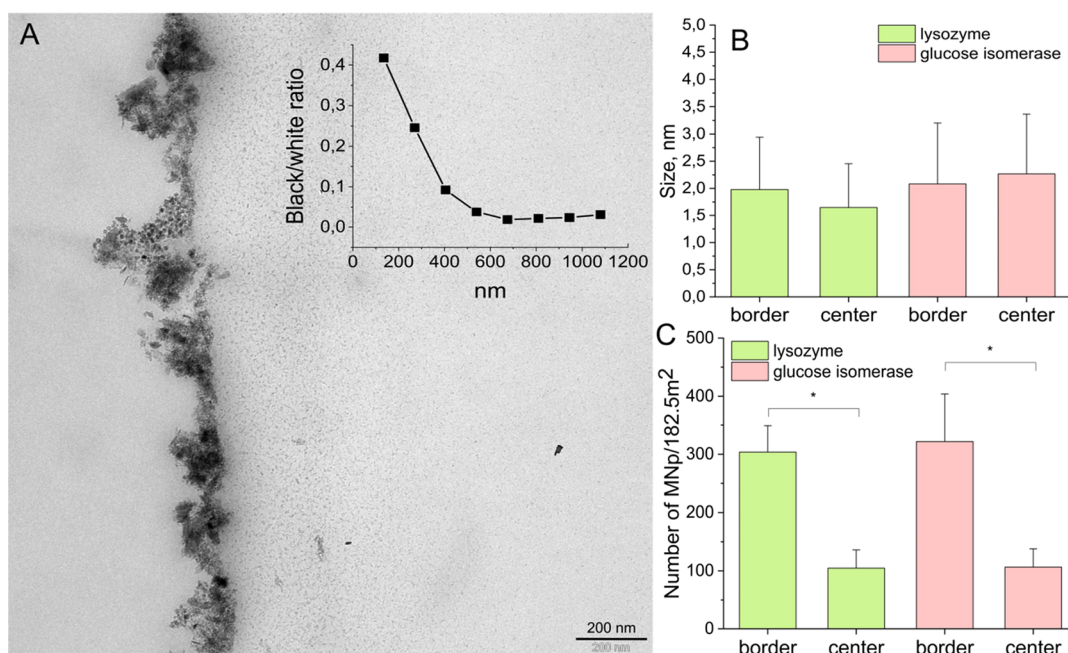 A
Black/white ratio
0,4
0,3
0,2
0,1
0,0
0 200 400 600 800 1000 1200
nm
200 nm
200 nm
B
lysozyme
glucose isomerase
Size, nm
5,0
4,5
4,0
3,5
3,0
2,5
2,0
1,5
1,0
0,5
0,0
border center border center
C
lysozyme
glucose isomerase
Number of MNp/182.5m²
500
400
300
200
100
0
* *
border center border center